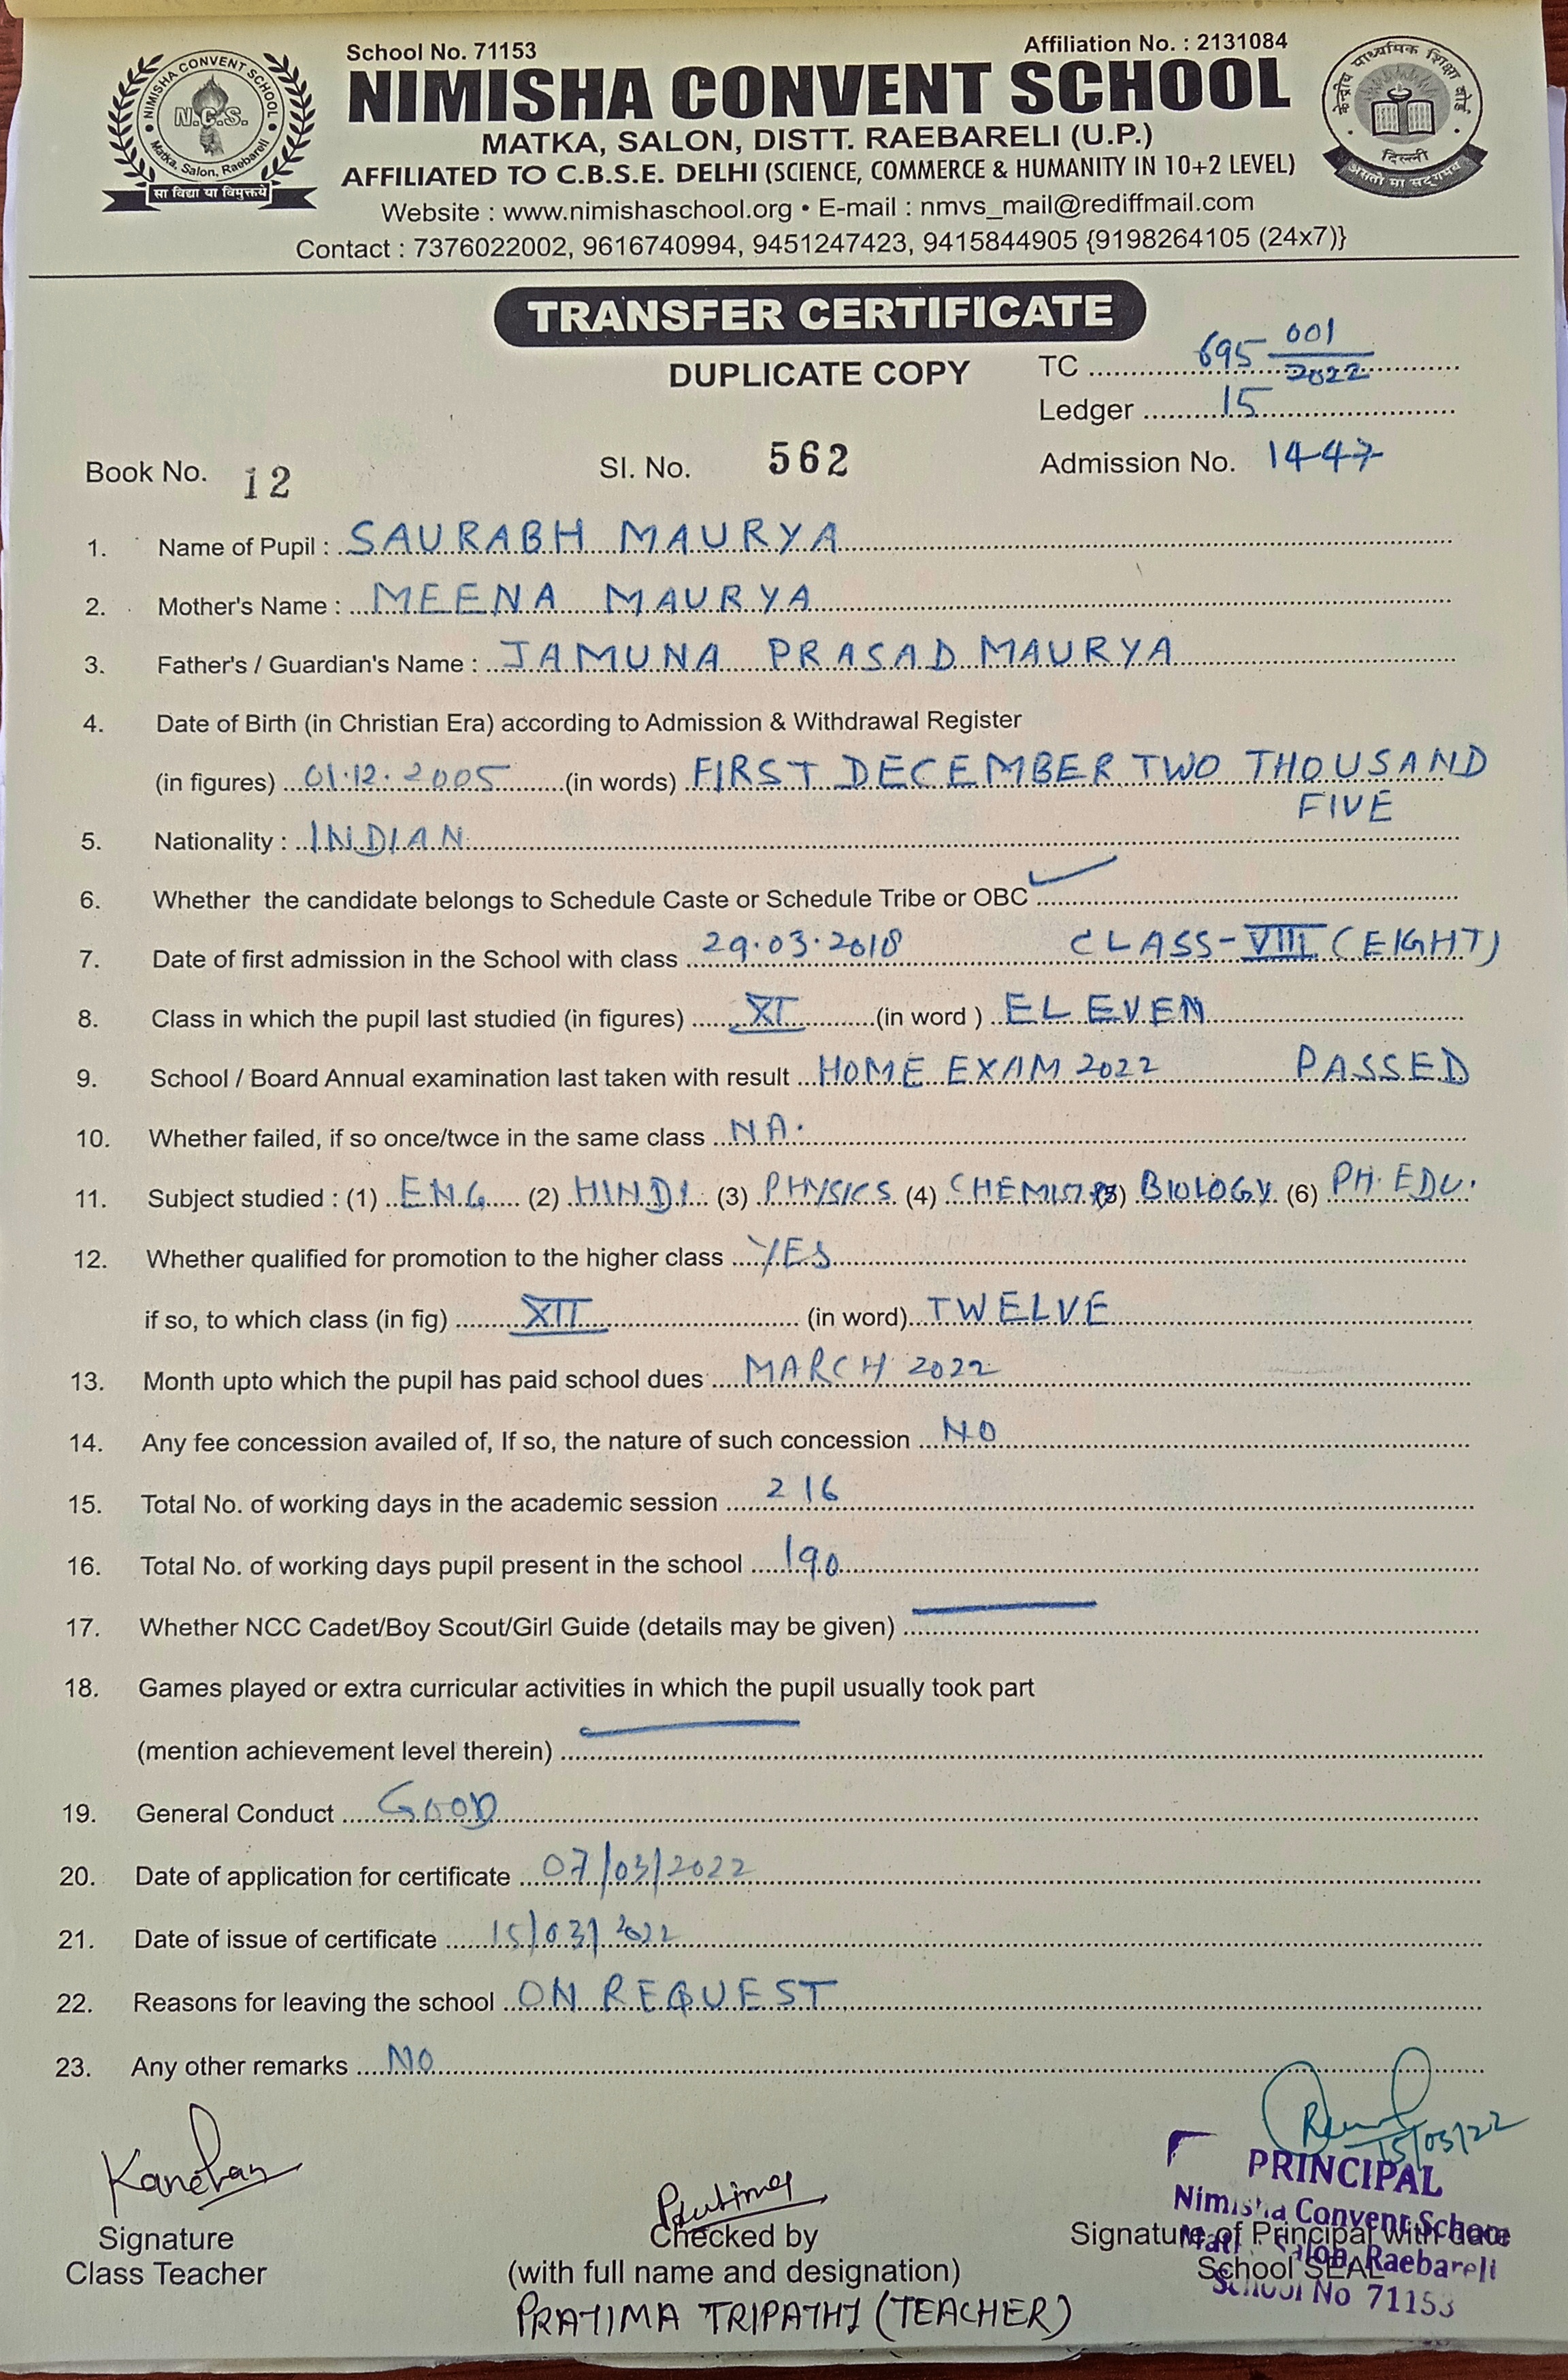 School No. 71153
Affiliation No. : 2131084
NIMISHA CONVENT SCHOOL
N.C.S.
Matka, Salon, Raebareli
सा विद्या या विमुक्तये
केन्द्रीय माध्यमिक शिक्षा बोर्ड
दिल्ली
असतो मा सद्गमय
NIMISHA CONVENT SCHOOL
MATKA, SALON, DISTT. RAEBARELI (U.P.)
AFFILIATED TO C.B.S.E. DELHI (SCIENCE, COMMERCE & HUMANITY IN 10+2 LEVEL)
Website : www.nimishaschool.org • E-mail : nmvs_mail@rediffmail.com
Contact : 7376022002, 9616740994, 9451247423, 9415844905 {9198264105 (24x7)}
TRANSFER CERTIFICATE
DUPLICATE COPY
TC 695 001/2022
Ledger 15
Book No. 12 Sl. No. 562 Admission No. 1447
1. Name of Pupil : SAURABH MAURYA
2. Mother's Name : MEENA MAURYA
3. Father's / Guardian's Name : JAMUNA PRASAD MAURYA
4. Date of Birth (in Christian Era) according to Admission & Withdrawal Register
(in figures) 01.12.2005 (in words) FIRST DECEMBER TWO THOUSAND
FIVE
5. Nationality : INDIAN
6. Whether the candidate belongs to Schedule Caste or Schedule Tribe or OBC ✓
7. Date of first admission in the School with class 29.03.2018 CLASS-VIII (EIGHT)
8. Class in which the pupil last studied (in figures) XI (in word ) ELEVEN
9. School / Board Annual examination last taken with result HOME EXAM 2022 PASSED
10. Whether failed, if so once/twce in the same class NA.
11. Subject studied : (1) ENG (2) HINDI (3) PHYSICS (4) CHEMISTRY (5) BIOLOGY (6) PH. EDU.
12. Whether qualified for promotion to the higher class YES
if so, to which class (in fig) XII (in word) TWELVE
13. Month upto which the pupil has paid school dues MARCH 2022
14. Any fee concession availed of, If so, the nature of such concession NO
15. Total No. of working days in the academic session 216
16. Total No. of working days pupil present in the school 190
17. Whether NCC Cadet/Boy Scout/Girl Guide (details may be given)
18. Games played or extra curricular activities in which the pupil usually took part
(mention achievement level therein)
19. General Conduct GOOD
20. Date of application for certificate 07/03/2022
21. Date of issue of certificate 15/03/2022
22. Reasons for leaving the school ON REQUEST
23. Any other remarks NO
Kanchan
Signature
Class Teacher
Pratima
Checked by
(with full name and designation)
PRATIMA TRIPATHI (TEACHER)
15/03/22
PRINCIPAL
Nimisha Convent School
Signature of Principal with date
Salon, Raebareli
School SEAL
School No 71153